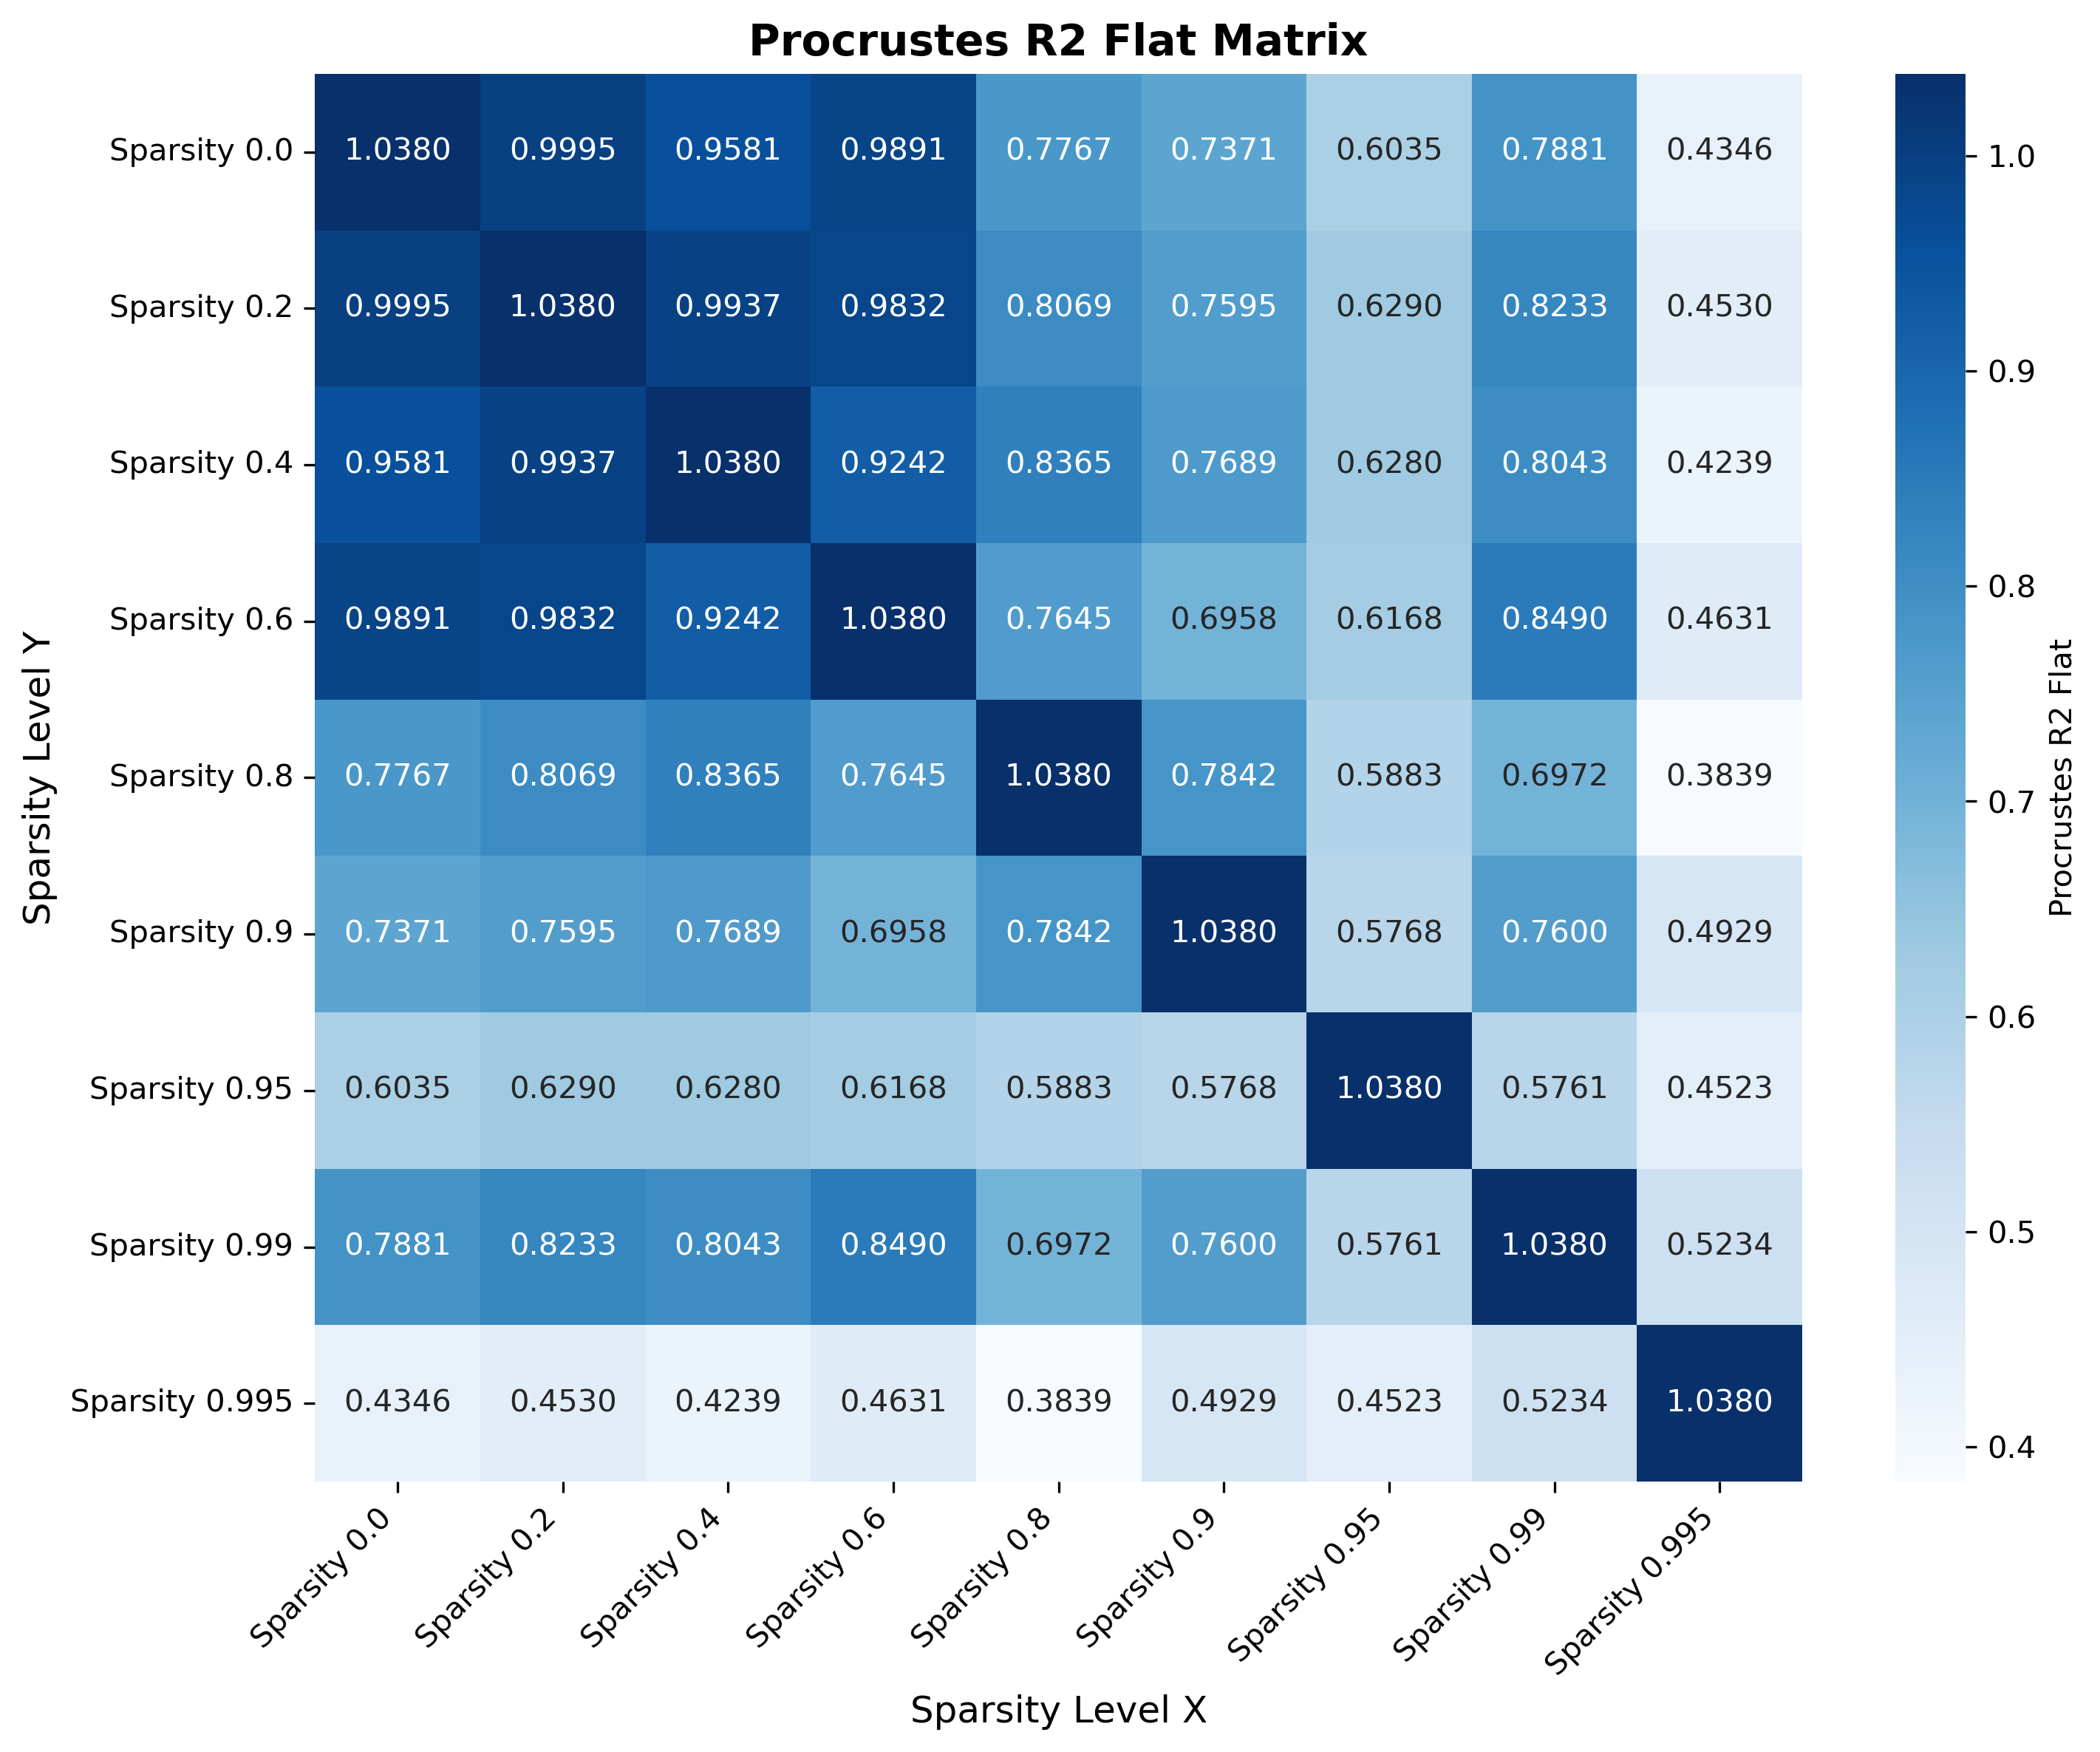 Procrustes R2 Flat Matrix
Sparsity 0.0 1.0380 0.9995 0.9581 0.9891 0.7767 0.7371 0.6035 0.7881 0.4346
Sparsity 0.2 0.9995 1.0380 0.9937 0.9832 0.8069 0.7595 0.6290 0.8233 0.4530
Sparsity 0.4 0.9581 0.9937 1.0380 0.9242 0.8365 0.7689 0.6280 0.8043 0.4239
Sparsity 0.6 0.9891 0.9832 0.9242 1.0380 0.7645 0.6958 0.6168 0.8490 0.4631
Sparsity 0.8 0.7767 0.8069 0.8365 0.7645 1.0380 0.7842 0.5883 0.6972 0.3839
Sparsity 0.9 0.7371 0.7595 0.7689 0.6958 0.7842 1.0380 0.5768 0.7600 0.4929
Sparsity 0.95 0.6035 0.6290 0.6280 0.6168 0.5883 0.5768 1.0380 0.5761 0.4523
Sparsity 0.99 0.7881 0.8233 0.8043 0.8490 0.6972 0.7600 0.5761 1.0380 0.5234
Sparsity 0.995 0.4346 0.4530 0.4239 0.4631 0.3839 0.4929 0.4523 0.5234 1.0380
Sparsity 0.0 Sparsity 0.2 Sparsity 0.4 Sparsity 0.6 Sparsity 0.8 Sparsity 0.9 Sparsity 0.95 Sparsity 0.99 Sparsity 0.995
Sparsity Level X
Sparsity Level Y
1.0
0.9
0.8
0.7
0.6
0.5
0.4
Procrustes R2 Flat